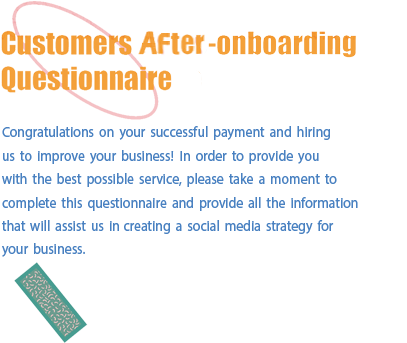 Customers After-onboarding
Questionnaire
Congratulations on your successful payment and hiring
us to improve your business! In order to provide you
with the best possible service, please take a moment to
complete this questionnaire and provide all the information
that will assist us in creating a social media strategy for
your business.